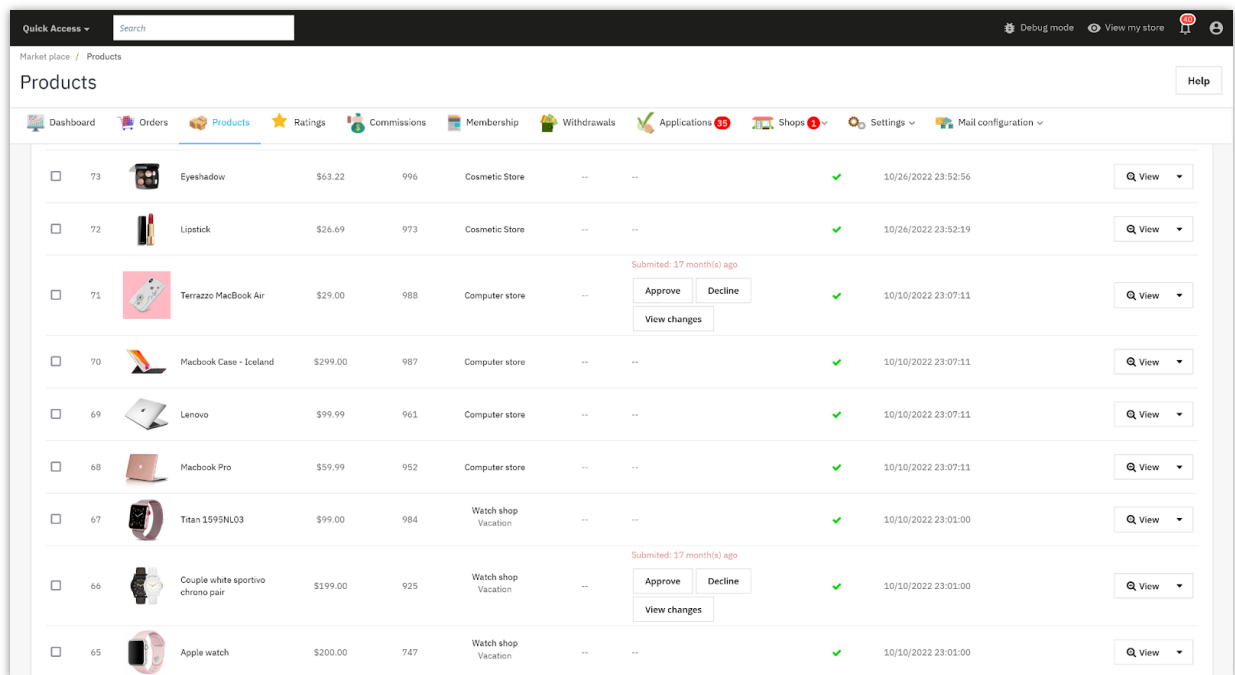 Quick Access
Search
Debug mode
View my store
40
Market place / Products
Products
Help
Dashboard
Orders
Products
Ratings
Commissions
Membership
Withdrawals
Applications 35
Shops 1
Settings
Mail configuration
73 Eyeshadow $63.22 996 Cosmetic Store -- -- 10/26/2022 23:52:56 View
72 Lipstick $26.69 973 Cosmetic Store -- -- 10/26/2022 23:52:19 View
Submited: 17 month(s) ago
Approve Decline
71 Terrazzo MacBook Air $29.00 988 Computer store -- 10/10/2022 23:07:11 View
View changes
70 Macbook Case - Iceland $299.00 987 Computer store -- -- 10/10/2022 23:07:11 View
69 Lenovo $99.99 961 Computer store -- -- 10/10/2022 23:07:11 View
68 Macbook Pro $59.99 952 Computer store -- -- 10/10/2022 23:07:11 View
67 Titan 1595NL03 $99.00 984 Watch shop -- -- 10/10/2022 23:01:00 View
Vacation
Submited: 17 month(s) ago
Approve Decline
66 Couple white sportivo $199.00 925 Watch shop -- 10/10/2022 23:01:00 View
chrono pair Vacation
View changes
65 Apple watch $200.00 747 Watch shop -- -- 10/10/2022 23:01:00 View
Vacation